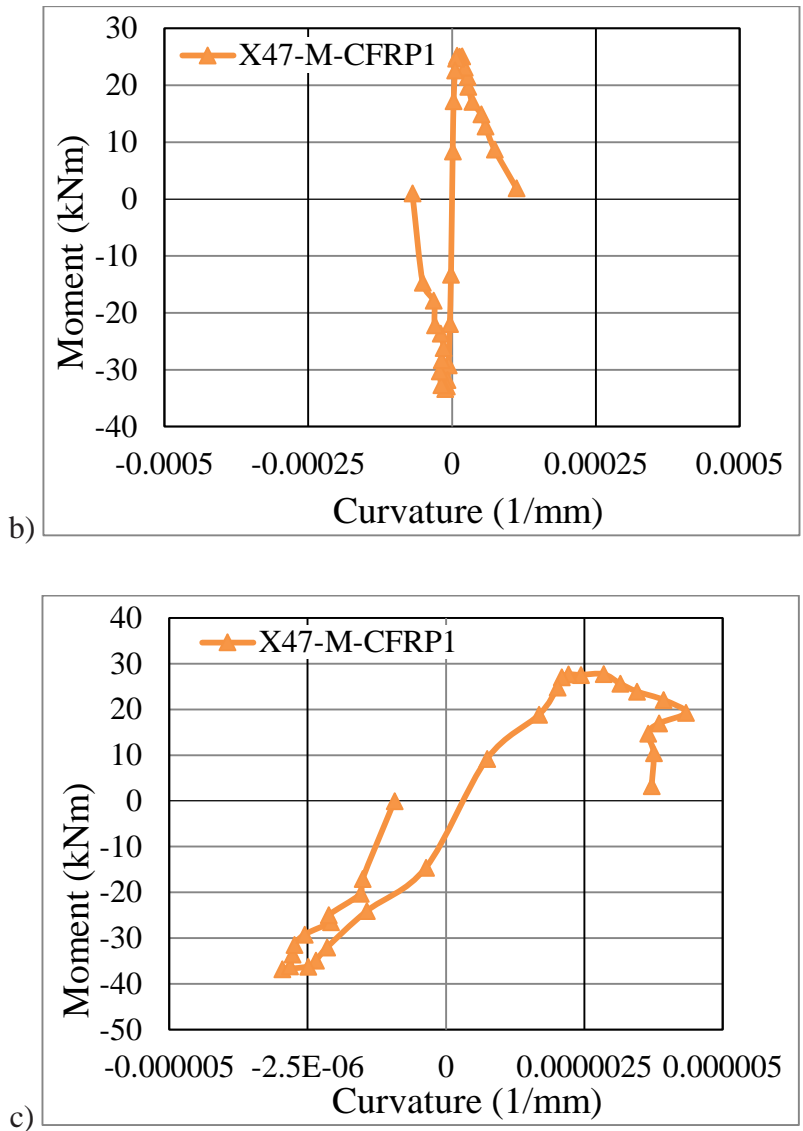 30
20
10
0
-10
-20
-30
-40
Moment (kNm)
X47-M-CFRP1
-0.0005 -0.00025 0 0.00025 0.0005
Curvature (1/mm)
b)
40
30
20
10
0
-10
-20
-30
-40
-50
Moment (kNm)
X47-M-CFRP1
-0.000005 -2.5E-06 0 0.0000025 0.000005
Curvature (1/mm)
c)